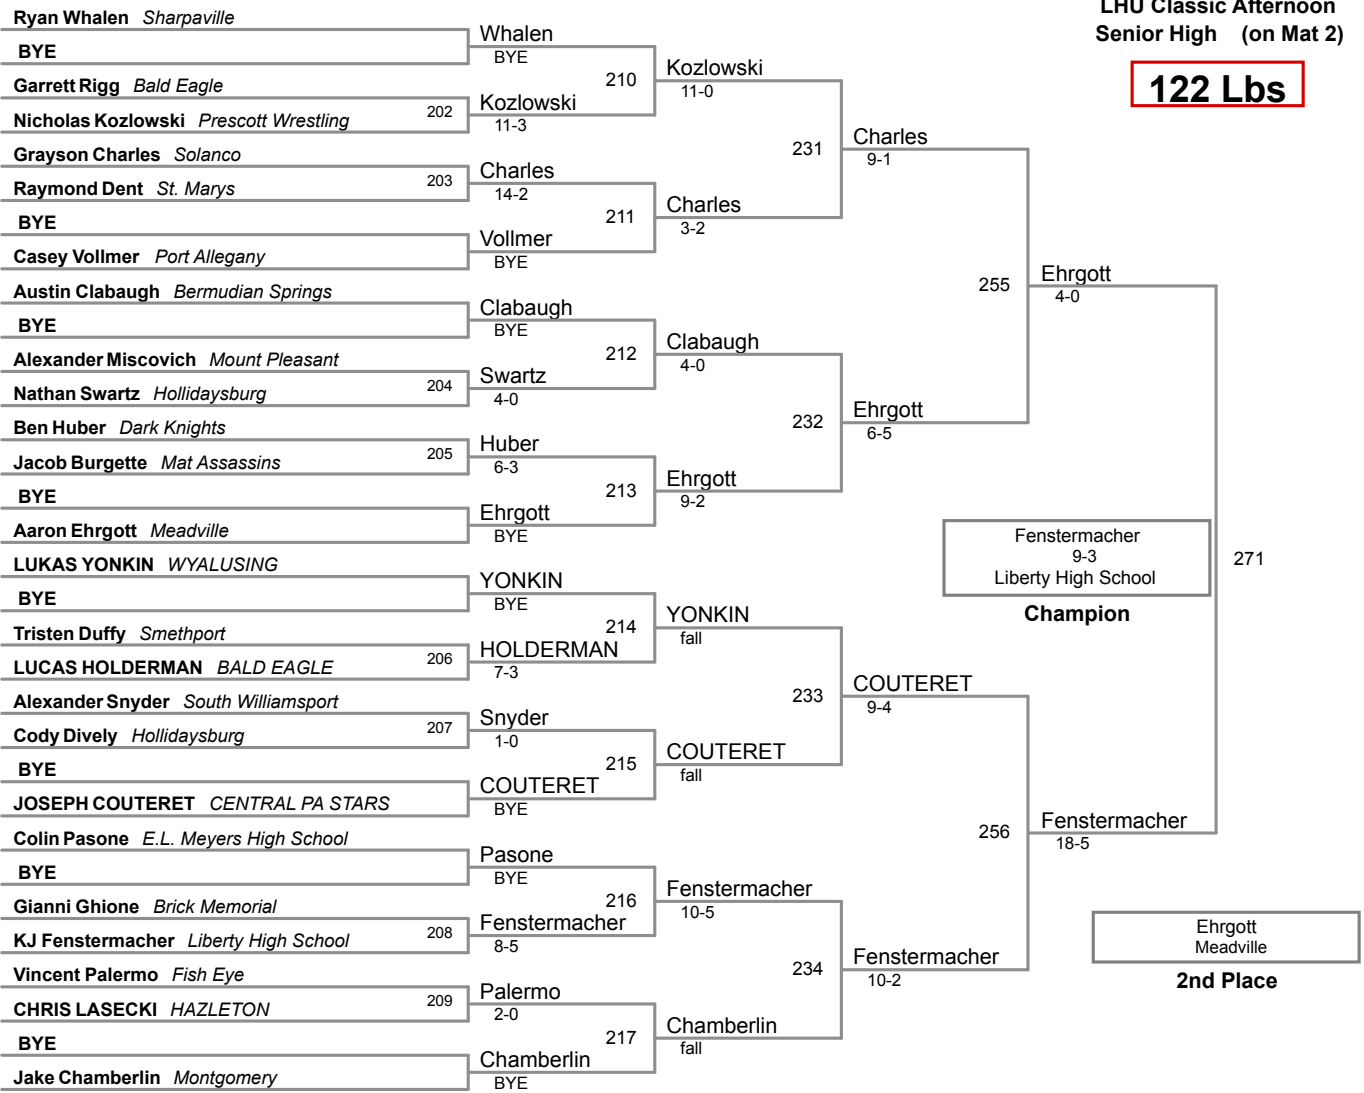 LHU Classic Afternoon
Senior High (on Mat 2)
122 Lbs
Ryan Whalen Sharpaville
BYE
Garrett Rigg Bald Eagle
Nicholas Kozlowski Prescott Wrestling
Grayson Charles Solanco
Raymond Dent St. Marys
BYE
Casey Vollmer Port Allegany
Austin Clabaugh Bermudian Springs
BYE
Alexander Miscovich Mount Pleasant
Nathan Swartz Hollidaysburg
Ben Huber Dark Knights
Jacob Burgette Mat Assassins
BYE
Aaron Ehrgott Meadville
LUKAS YONKIN WYALUSING
BYE
Tristen Duffy Smethport
LUCAS HOLDERMAN BALD EAGLE
Alexander Snyder South Williamsport
Cody Dively Hollidaysburg
BYE
JOSEPH COUTERET CENTRAL PA STARS
Colin Pasone E.L. Meyers High School
BYE
Gianni Ghione Brick Memorial
KJ Fenstermacher Liberty High School
Vincent Palermo Fish Eye
CHRIS LASECKI HAZLETON
BYE
Jake Chamberlin Montgomery
202
203
204
205
206
207
208
209
Whalen
BYE
Kozlowski
11-3
Charles
14-2
Vollmer
BYE
Clabaugh
BYE
Swartz
4-0
Huber
6-3
Ehrgott
BYE
YONKIN
BYE
HOLDERMAN
7-3
Snyder
1-0
COUTERET
BYE
Pasone
BYE
Fenstermacher
8-5
Palermo
2-0
Chamberlin
BYE
210
211
212
213
214
215
216
217
Kozlowski
11-0
Charles
3-2
Clabaugh
4-0
Ehrgott
9-2
YONKIN
fall
COUTERET
fall
Fenstermacher
10-5
Chamberlin
fall
231
232
233
234
Charles
9-1
Ehrgott
6-5
COUTERET
9-4
Fenstermacher
10-2
255
256
Ehrgott
4-0
Fenstermacher
18-5
271
Fenstermacher
9-3
Liberty High School
Champion
Ehrgott
Meadville
2nd Place